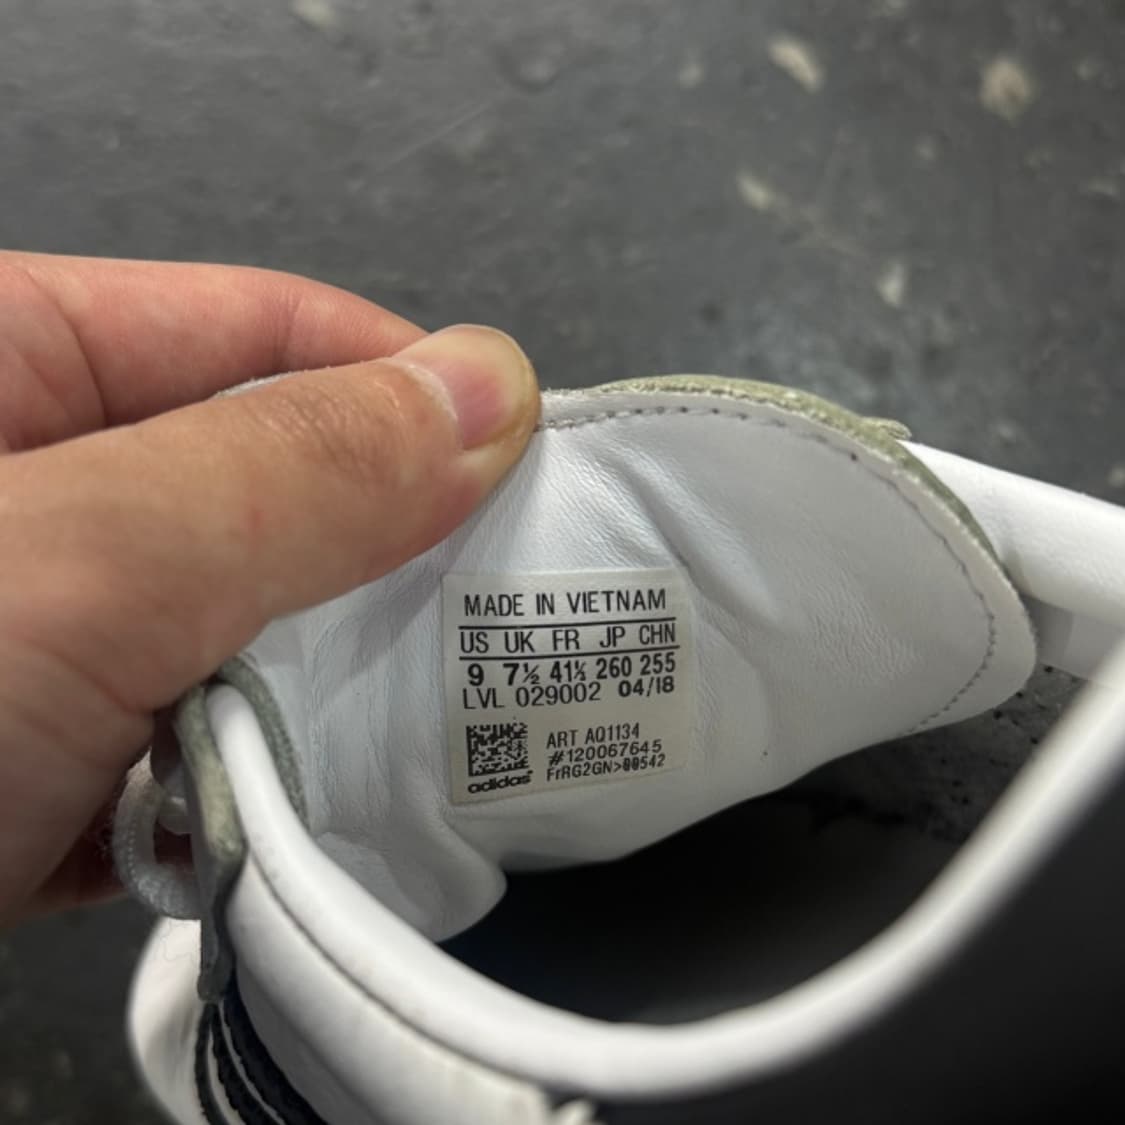 MADE IN VIETNAM
US UK FR JP CHN
9 7½ 41⅓ 260 255
LVL 029002 04/18
ART AQ1134
#120067645
FrRG2GN>00542
adidas